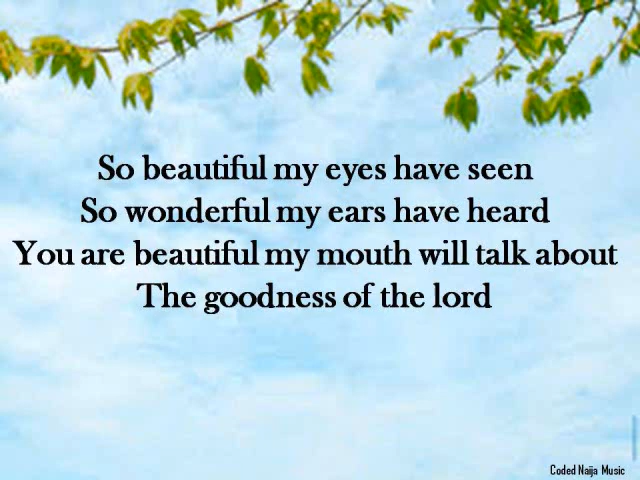 So beautiful my eyes have seen
So wonderful my ears have heard
You are beautiful my mouth will talk about
The goodness of the lord
Coded Naija Music